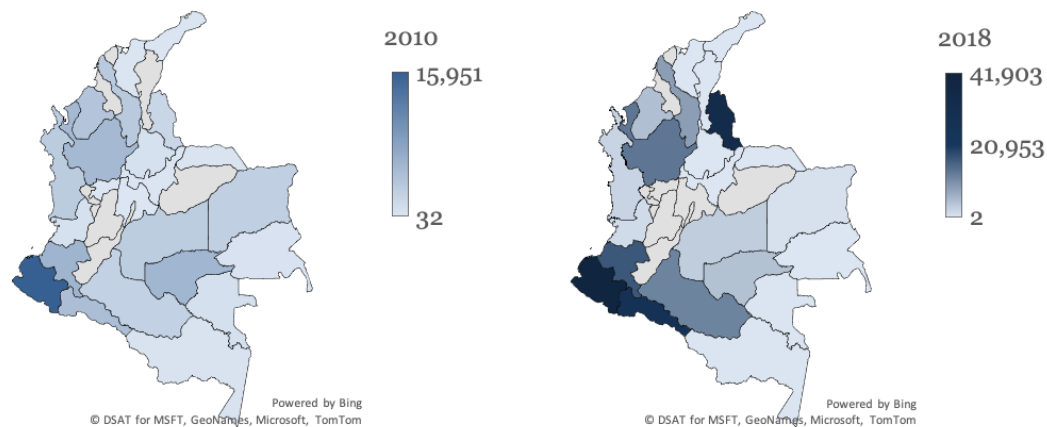 2010
15,951
32
Powered by Bing
© DSAT for MSFT, GeoNames, Microsoft, TomTom
2018
41,903
20,953
2
Powered by Bing
© DSAT for MSFT, GeoNames, Microsoft, TomTom